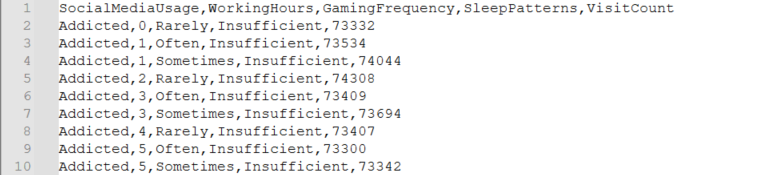 1 SocialMediaUsage,WorkingHours,GamingFrequency,SleepPatterns,VisitCount
2 Addicted,0,Rarely,Insufficient,73332
3 Addicted,1,Often,Insufficient,73534
4 Addicted,1,Sometimes,Insufficient,74044
5 Addicted,2,Rarely,Insufficient,74308
6 Addicted,3,Often,Insufficient,73409
7 Addicted,3,Sometimes,Insufficient,73694
8 Addicted,4,Rarely,Insufficient,73407
9 Addicted,5,Often,Insufficient,73300
10 Addicted,5,Sometimes,Insufficient,73342